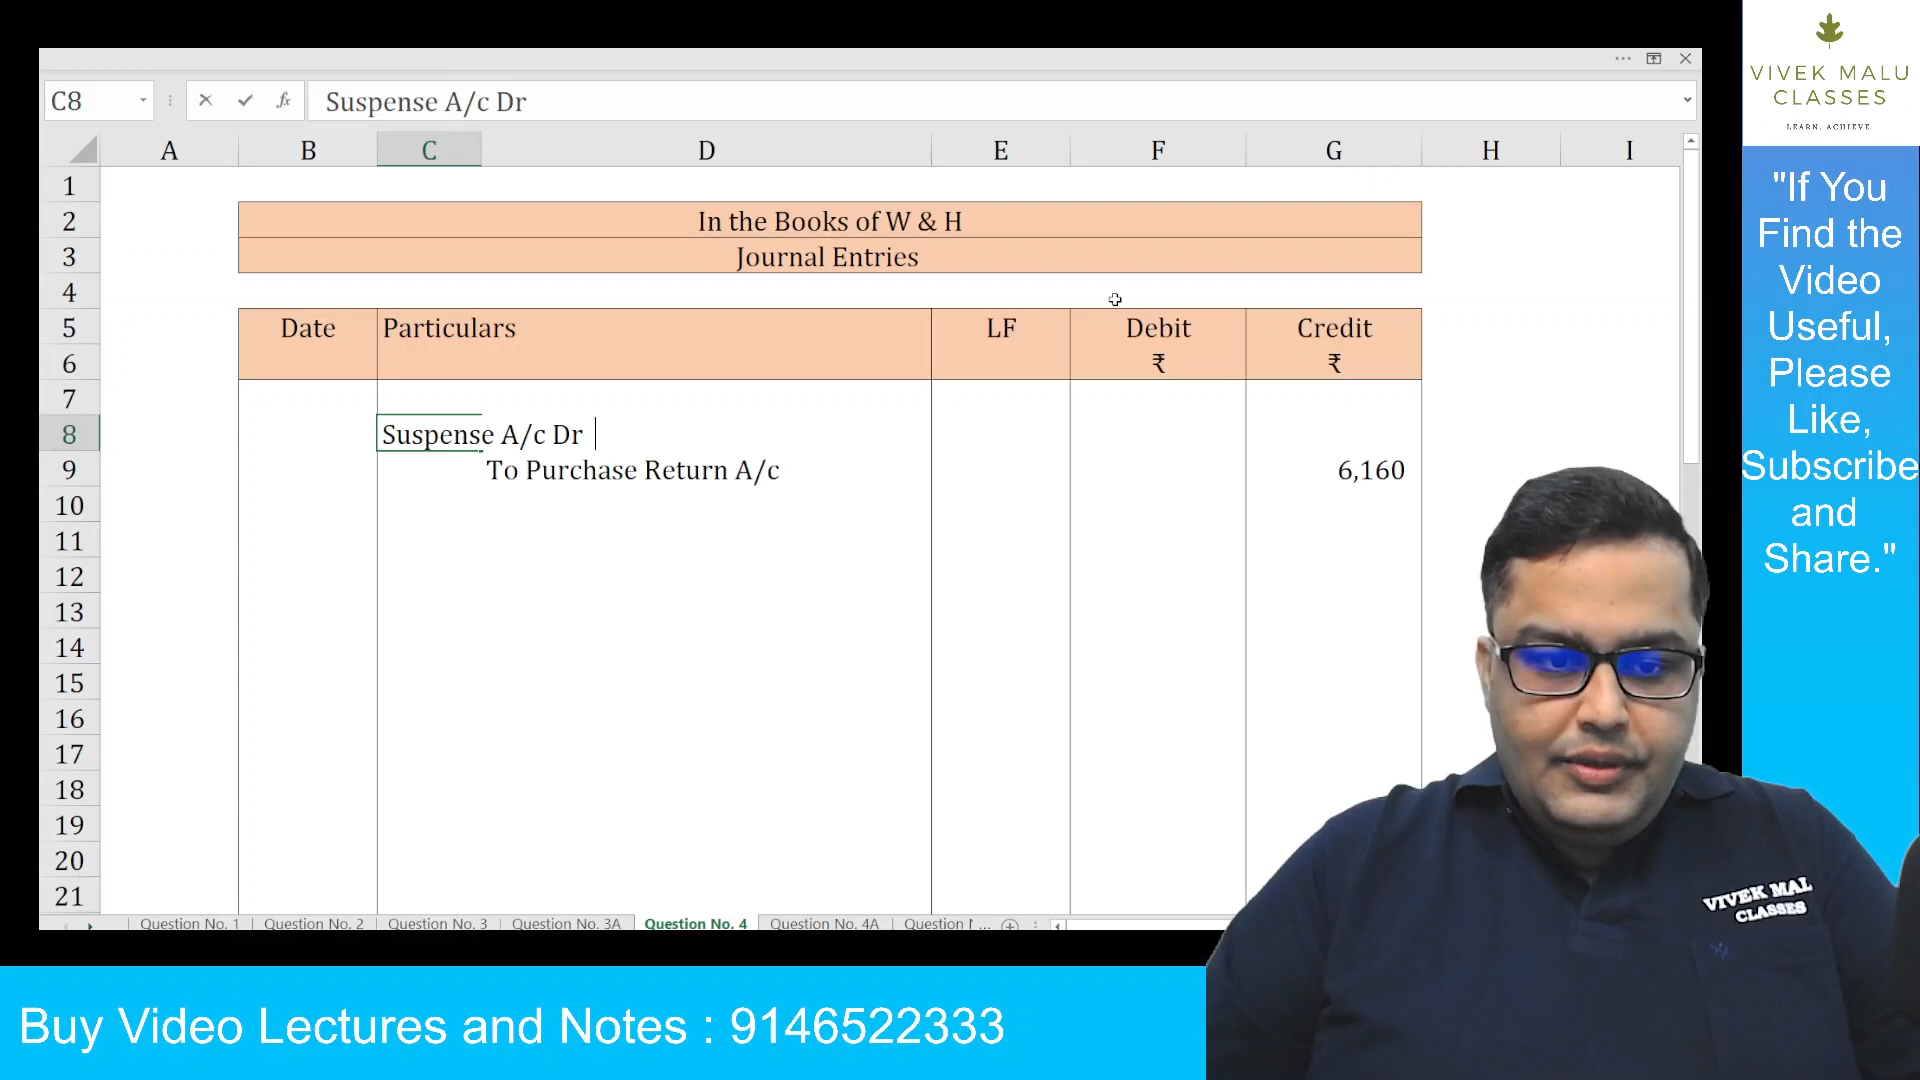 C8
Suspense A/c Dr
A B C D E F G H I
1
2 In the Books of W & H
3 Journal Entries
4
5 Date Particulars LF Debit Credit
6 ₹ ₹
7
8 Suspense A/c Dr
9 To Purchase Return A/c 6,160
10
11
12
13
14
15
16
17
18
19
20
21
Question No. 1 Question No. 2 Question No. 3 Question No. 3A Question No. 4 Question No. 4A Question ...
VIVEK MALU
CLASSES
LEARN. ACHIEVE.
"If You
Find the
Video
Useful,
Please
Like,
Subscribe
and
Share."
VIVEK MAL
CLASSES
Buy Video Lectures and Notes : 9146522333